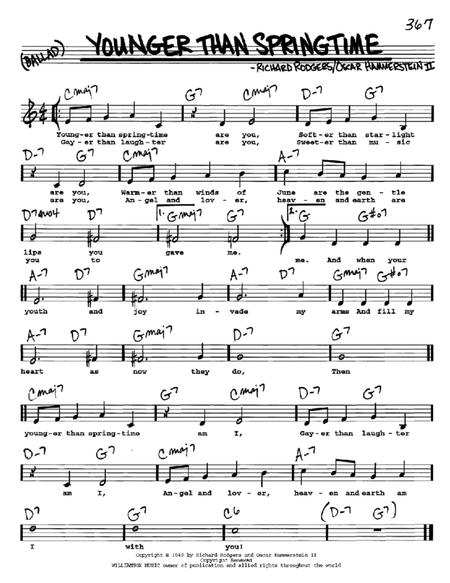 367
(BALLAD) YOUNGER THAN SPRINGTIME
-RICHARD RODGERS/OSCAR HAMMERSTEIN II
Cmaj7 G7 Cmaj7
Young-er than spring-time are you, Soft-er than star-light
Gay-er than laugh-ter are you, Sweet-er than mu-sic
D-7 G7 Cmaj7 A-7
are you, Warm-er than winds of June are the gen-tle
are you, An-gel and lov-er, heav-en and earth are
D7sus4 D7 1. Gmaj7 G7 2. G G#o7
lips you gave me.
you to me. And when your
A-7 D7 Gmaj7 Gmaj7 G#o7
youth and joy in-vade my arms And fill my
A-7 D7 Gmaj7 D-7 G7
heart as now they do, Then
Cmaj7 G7 Cmaj7
young-er than spring-time am I, Gay-er than laugh-ter
D-7 G7 Cmaj7 A-7
am I, An-gel and lov-er, heav-en and earth am
D7 G7 C6 (D-7 G7)
I with you!
Copyright © 1949 by Richard Rodgers and Oscar Hammerstein II
Copyright Renewed
WILLIAMSON MUSIC owner of publication and allied rights throughout the world